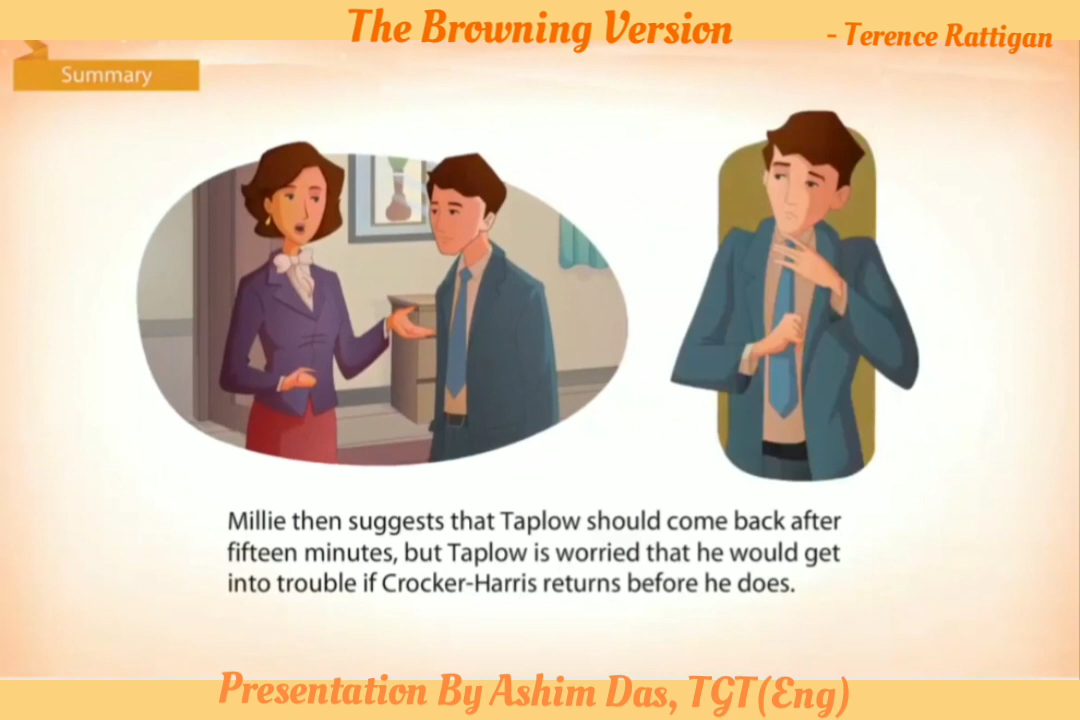 The Browning Version
- Terence Rattigan
Summary
Millie then suggests that Taplow should come back after
fifteen minutes, but Taplow is worried that he would get
into trouble if Crocker-Harris returns before he does.
Presentation By Ashim Das, TGT(Eng)